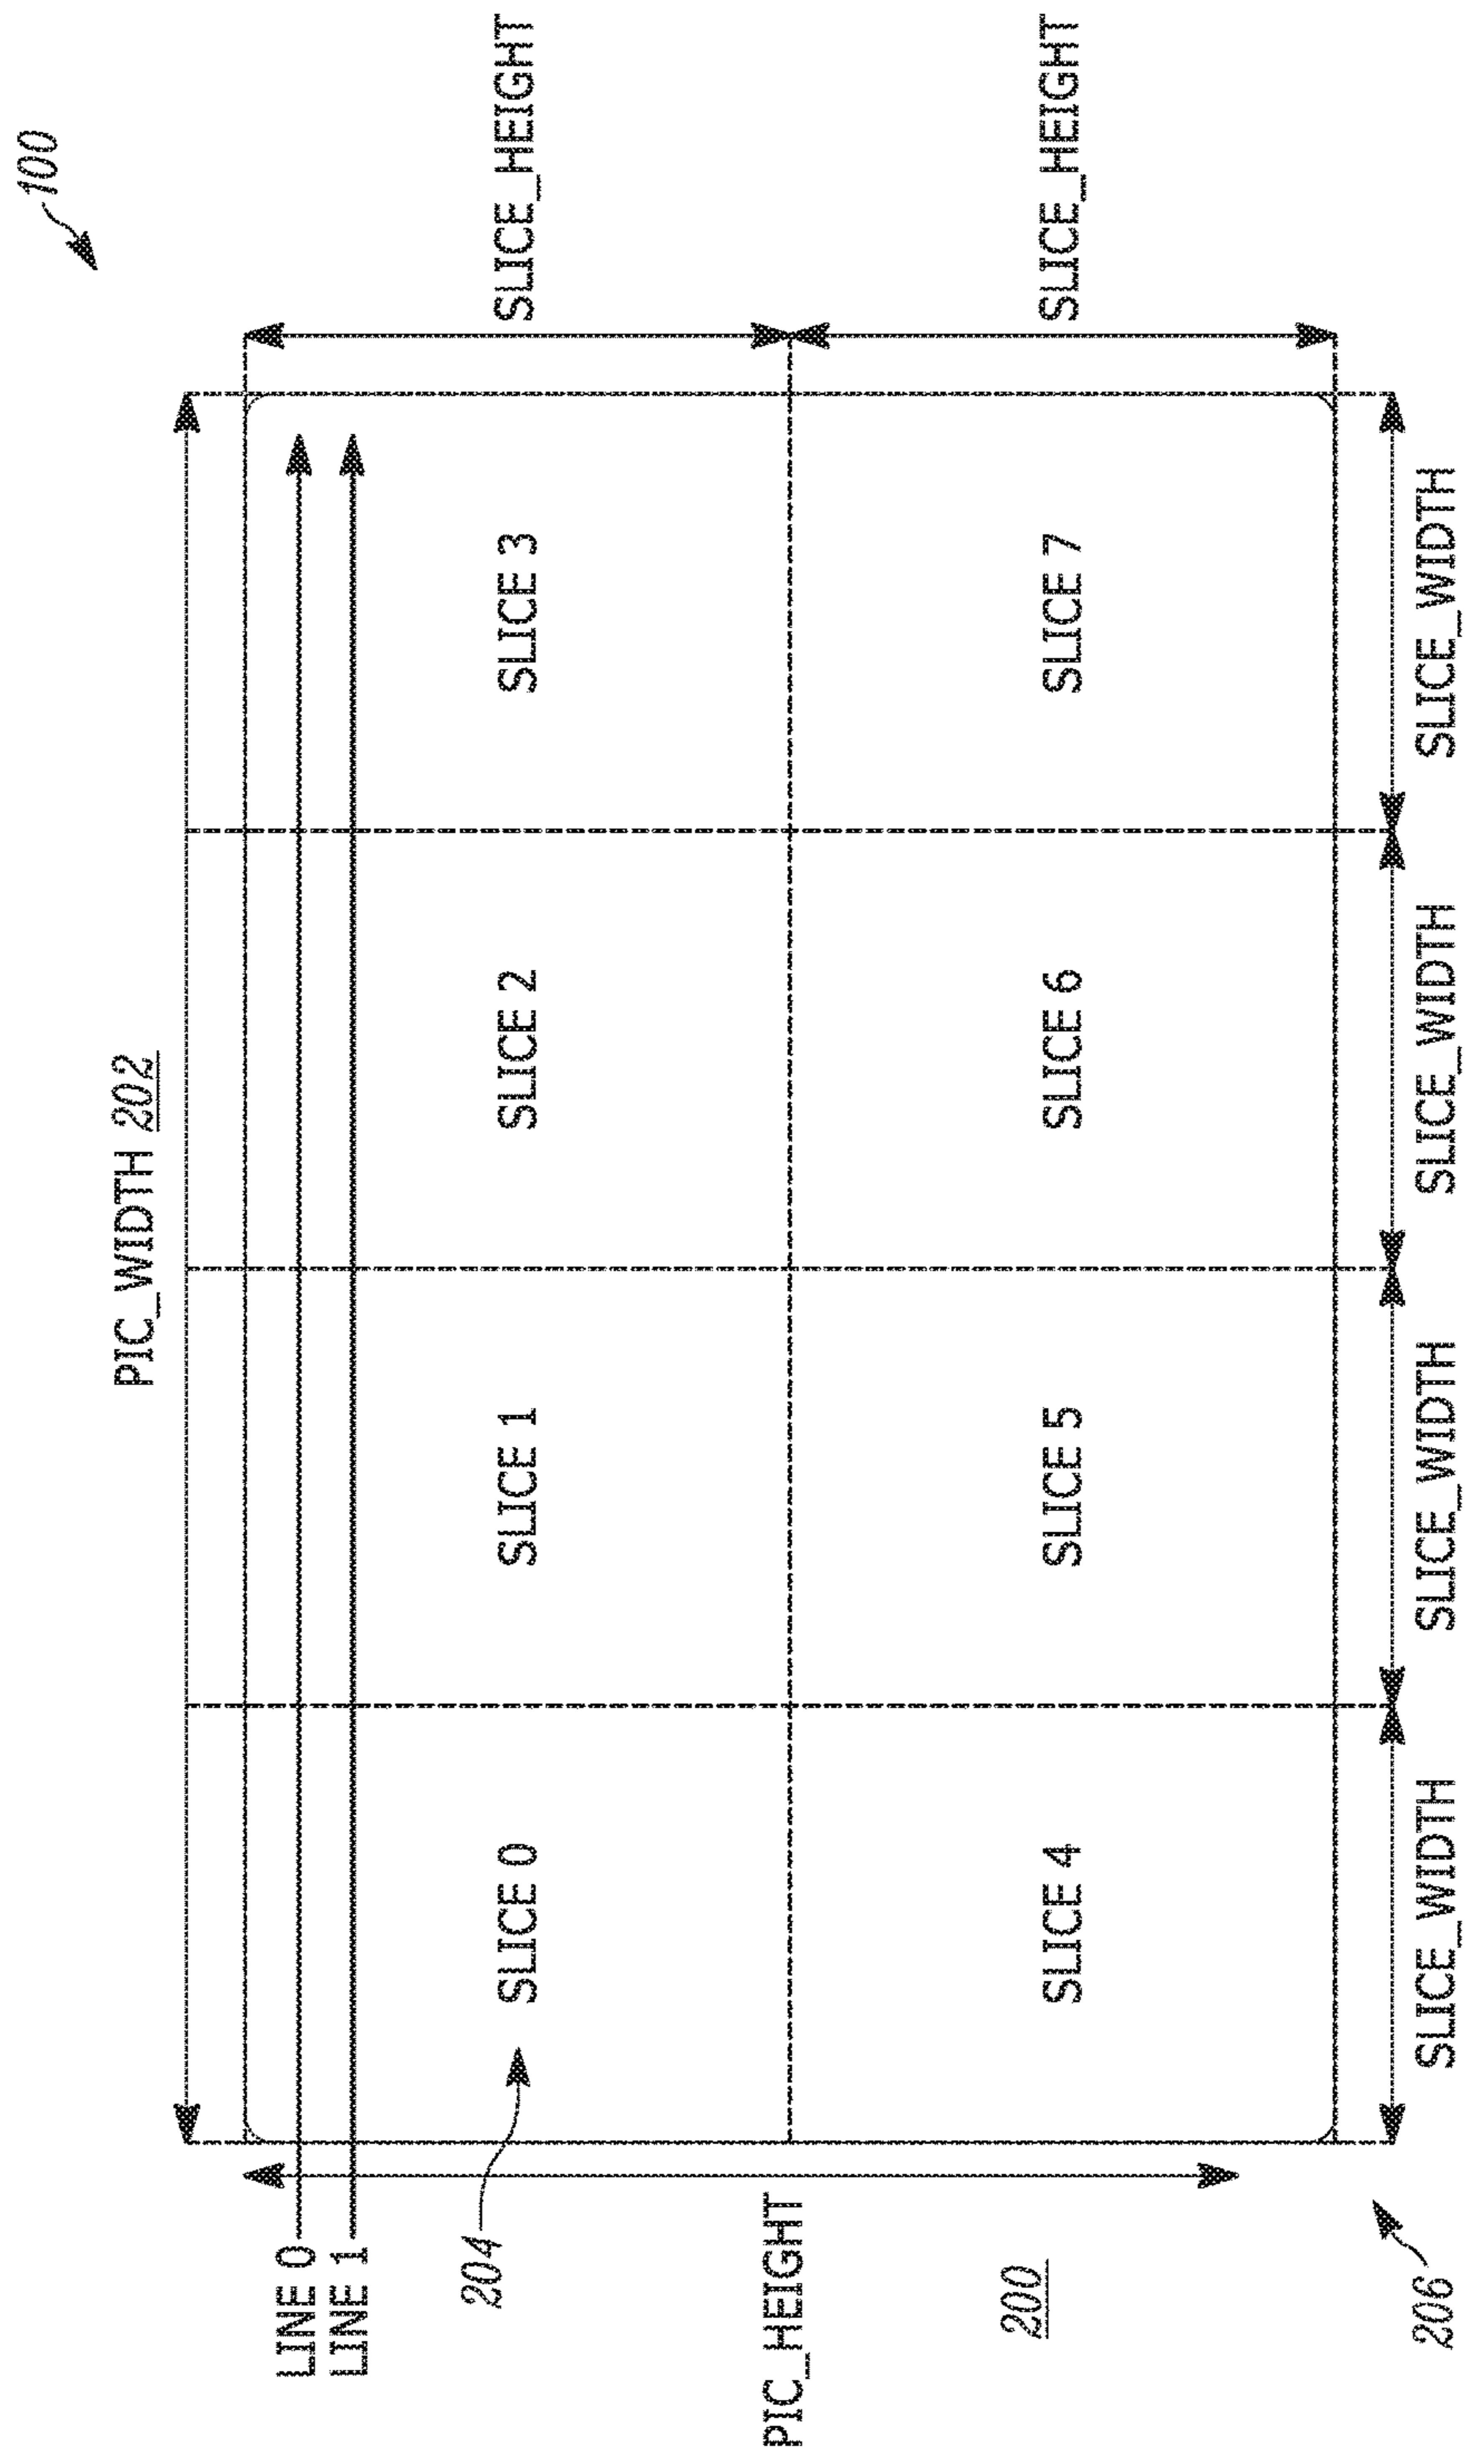 100
PIC_WIDTH 202
LINE 0
LINE 1
204
SLICE 0
SLICE 1
SLICE 2
SLICE 3
SLICE_HEIGHT
PIC_HEIGHT
200
SLICE 4
SLICE 5
SLICE 6
SLICE 7
SLICE_HEIGHT
206
SLICE_WIDTH
SLICE_WIDTH
SLICE_WIDTH
SLICE_WIDTH